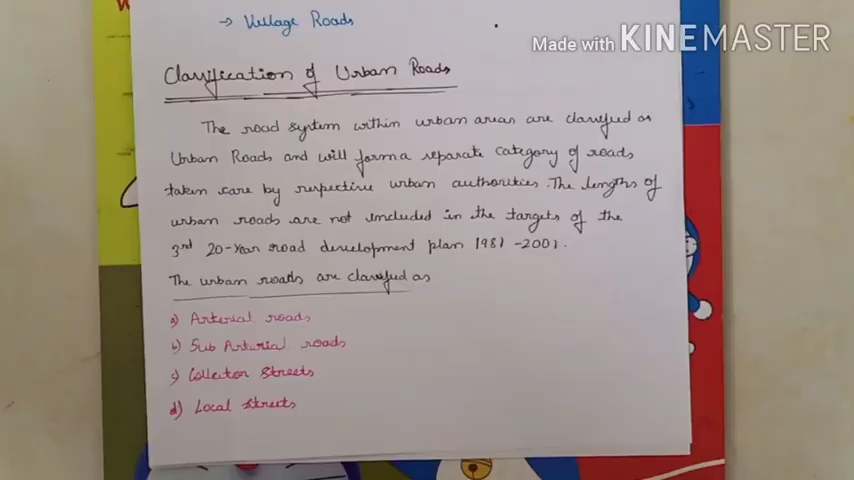 → Village Roads
Made with KINEMASTER
Classification of Urban Roads
The road system within urban areas are classified as
Urban Roads and will form a separate category of roads
taken care by respective urban authorities. The lengths of
urban roads are not included in the targets of the
3rd 20-Year road development plan 1981-2001.
The urban roads are classified as
a) Arterial roads
b) Sub Arterial roads
c) Collector Streets
d) Local Streets